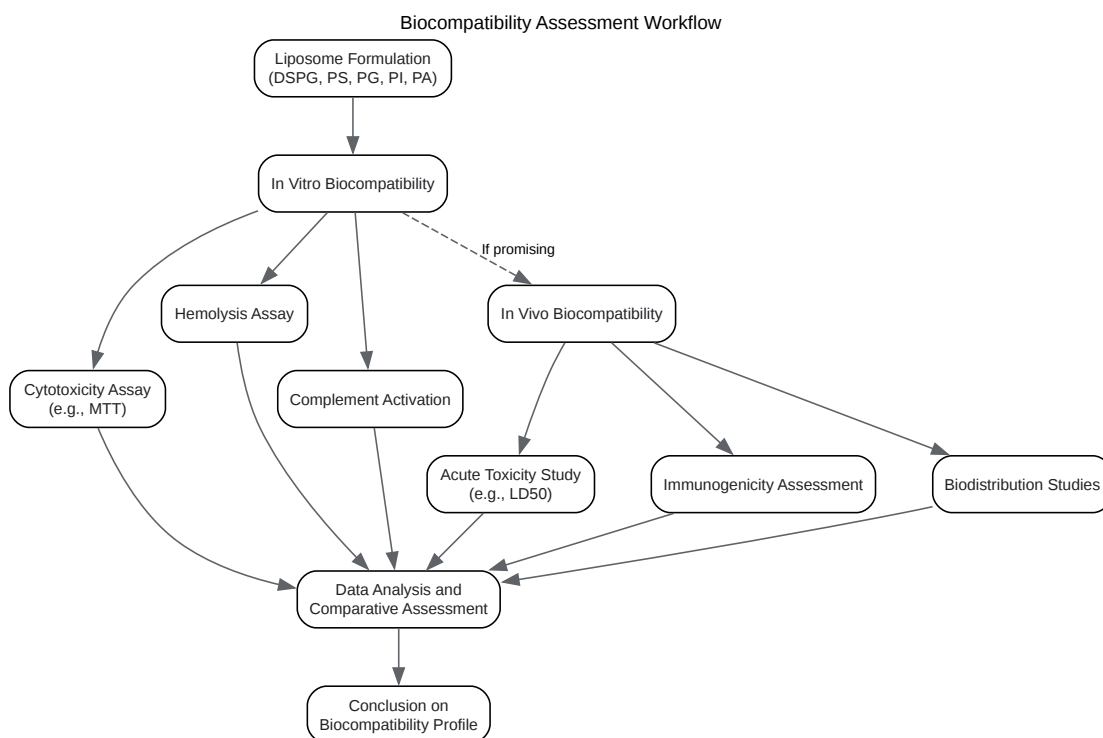 Biocompatibility Assessment Workflow
Liposome Formulation
(DSPG, PS, PG, PI, PA)
In Vitro Biocompatibility
If promising
Hemolysis Assay
In Vivo Biocompatibility
Cytotoxicity Assay
(e.g., MTT)
Complement Activation
Acute Toxicity Study
(e.g., LD50)
Immunogenicity Assessment
Biodistribution Studies
Data Analysis and
Comparative Assessment
Conclusion on
Biocompatibility Profile